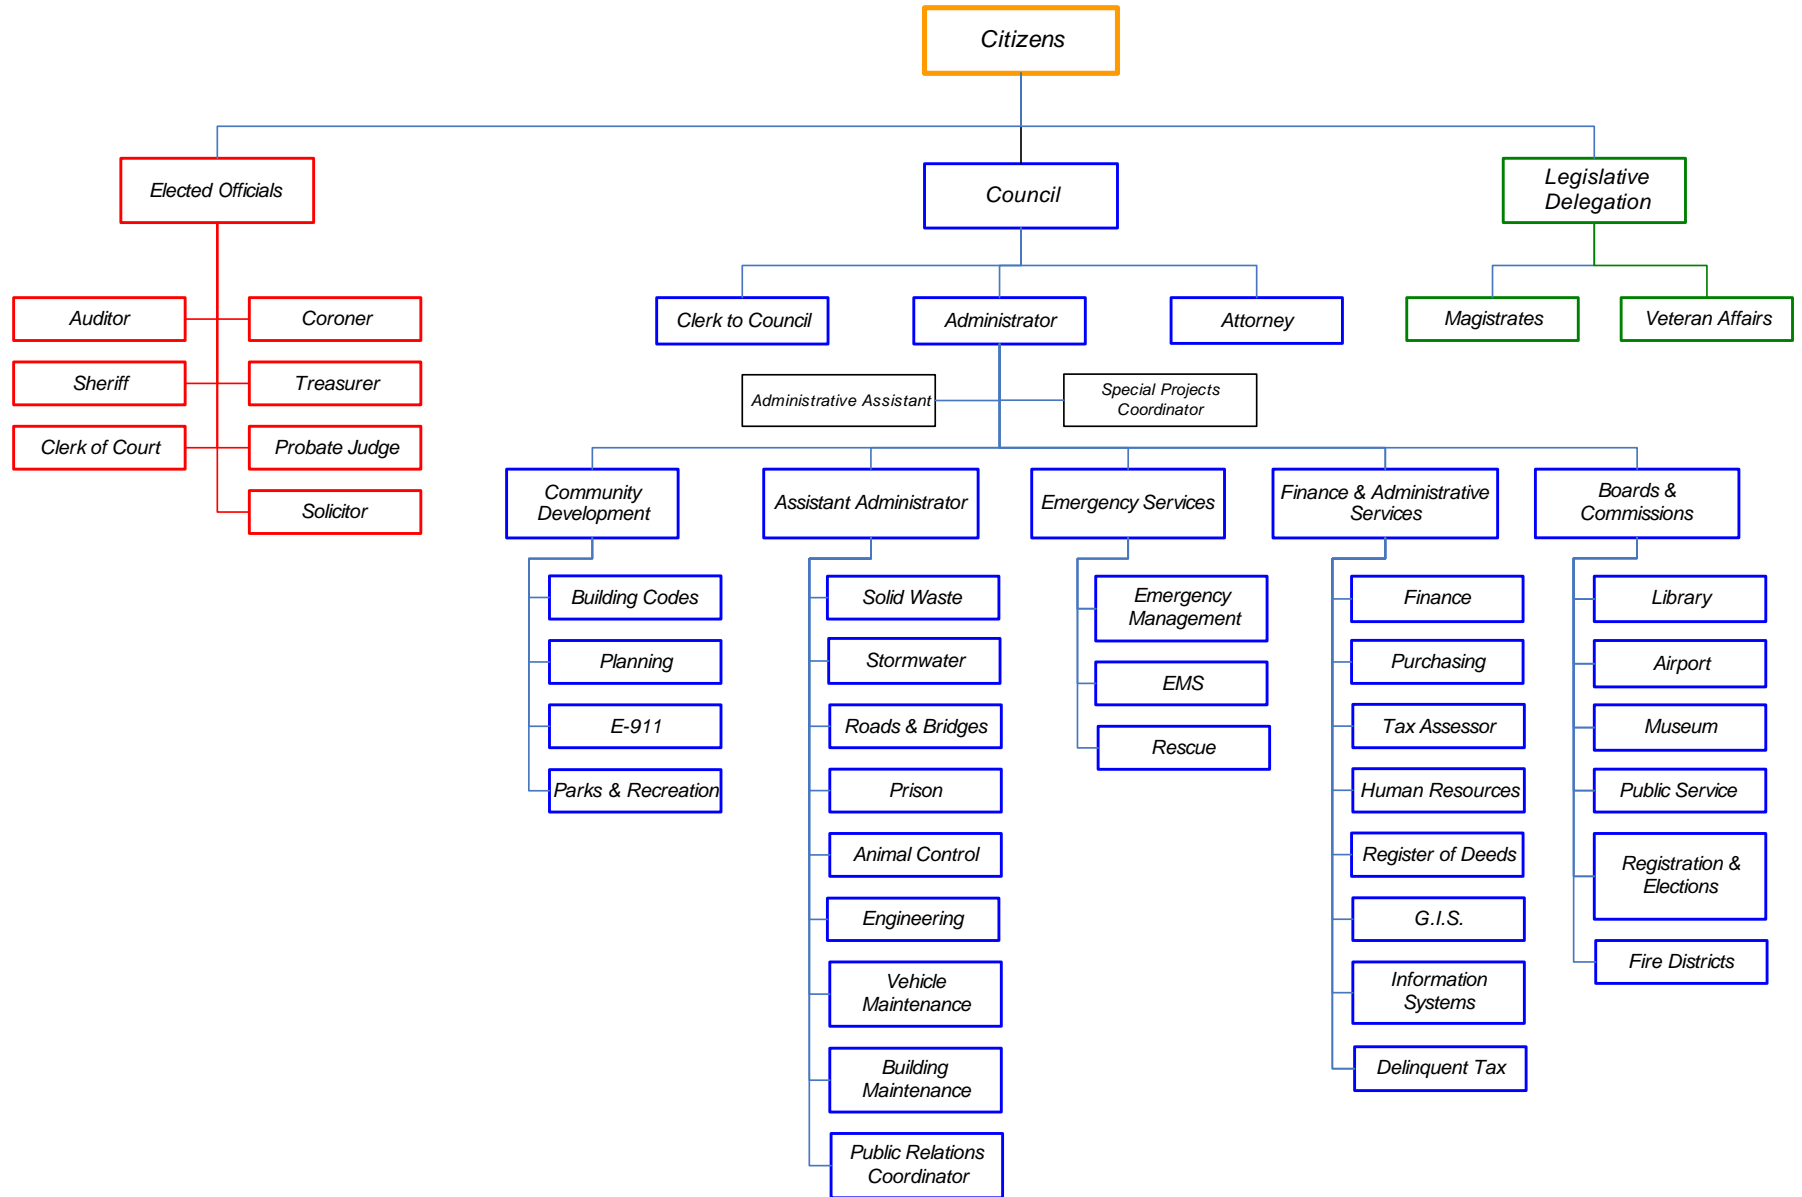 Citizens
Elected Officials
Council
Legislative
Delegation
Auditor
Coroner
Sheriff
Treasurer
Clerk of Court
Probate Judge
Solicitor
Clerk to Council
Administrator
Attorney
Magistrates
Veteran Affairs
Administrative Assistant
Special Projects
Coordinator
Community
Development
Assistant Administrator
Emergency Services
Finance & Administrative
Services
Boards &
Commissions
Building Codes
Planning
E-911
Parks & Recreation
Solid Waste
Stormwater
Roads & Bridges
Prison
Animal Control
Engineering
Vehicle
Maintenance
Building
Maintenance
Public Relations
Coordinator
Emergency
Management
EMS
Rescue
Finance
Purchasing
Tax Assessor
Human Resources
Register of Deeds
G.I.S.
Information
Systems
Delinquent Tax
Library
Airport
Museum
Public Service
Registration &
Elections
Fire Districts